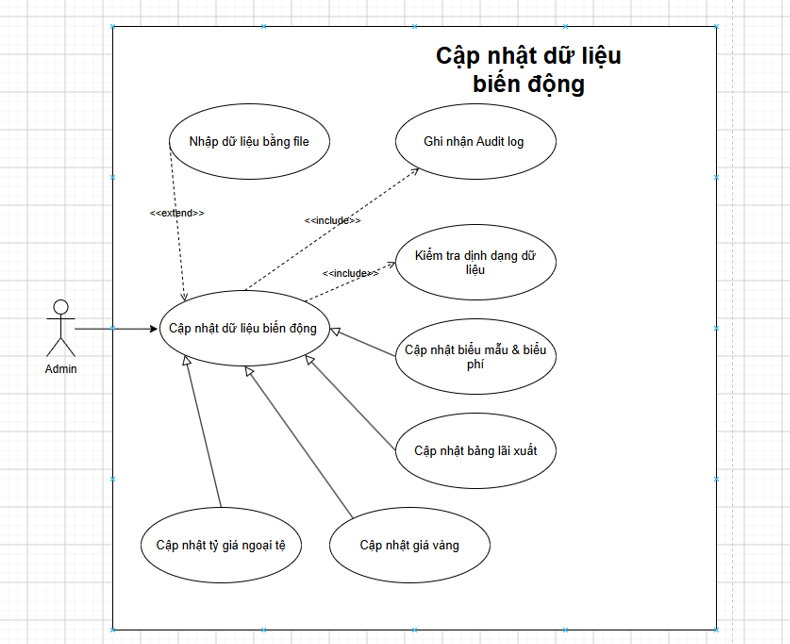 Cập nhật dữ liệu
biến động
Nhập dữ liệu bằng file
Ghi nhận Audit log
<<extend>>
<<include>>
Kiểm tra dịnh dạng dữ
liệu
<<include>>
Cập nhật dữ liệu biến động
Cập nhật biểu mẫu & biểu
phí
Admin
Cập nhật bảng lãi xuất
Cập nhật tỷ giá ngoại tệ
Cập nhật giá vàng